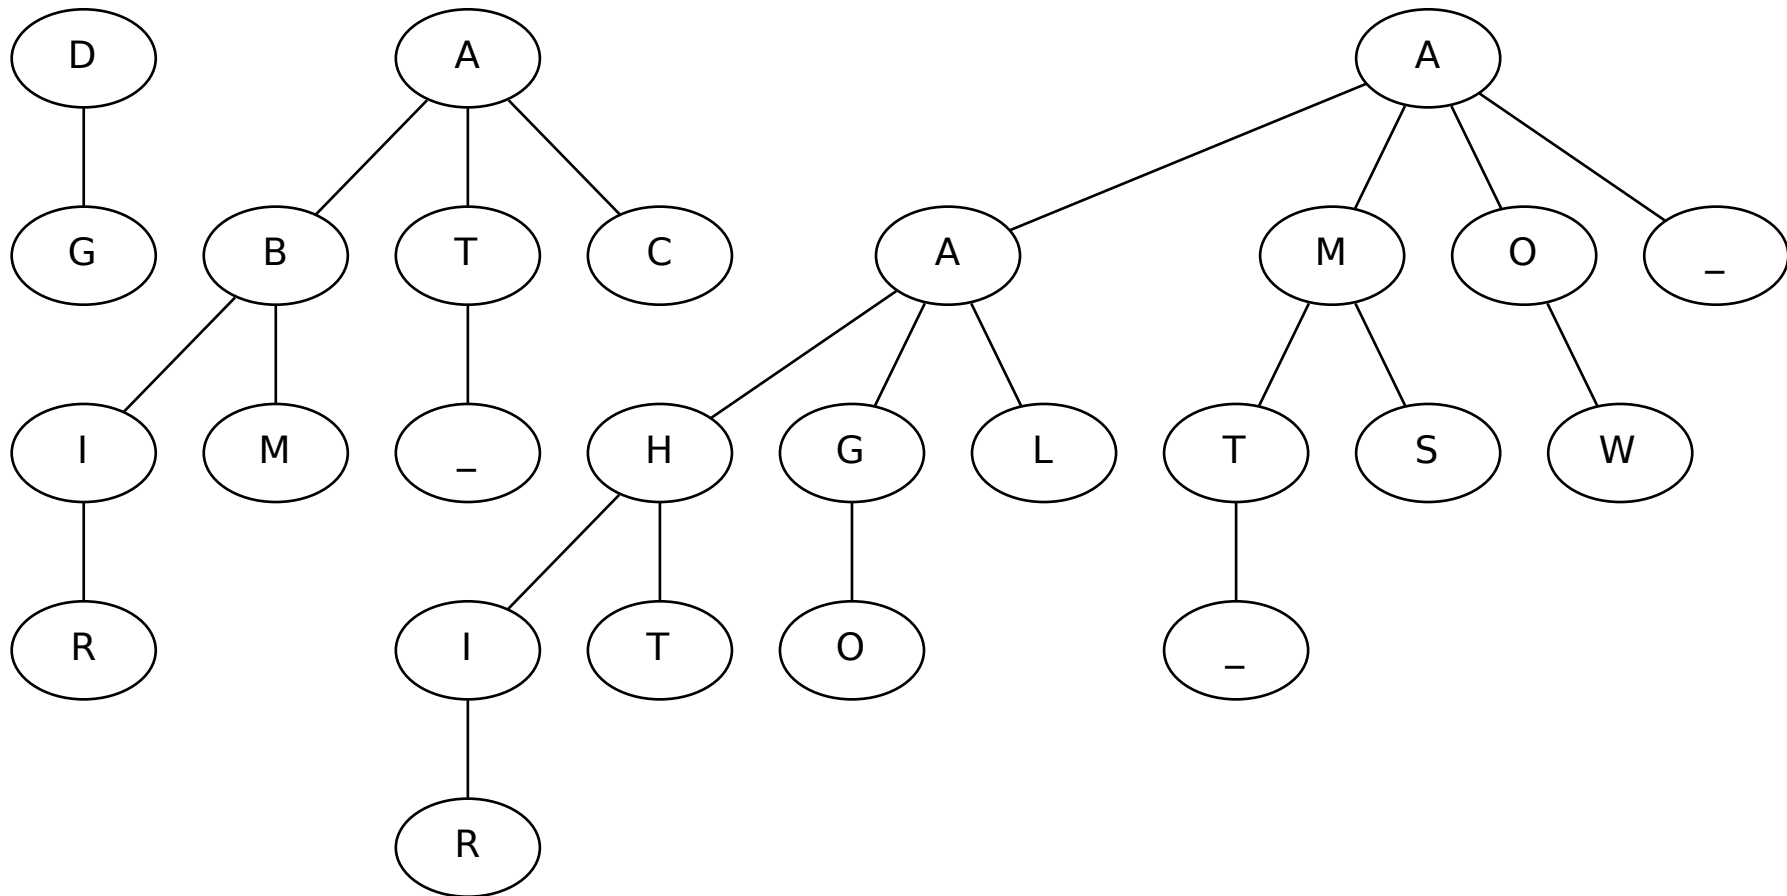 D A A
G B T C A M O _
I M _ H G L T S W
R I T O _
R